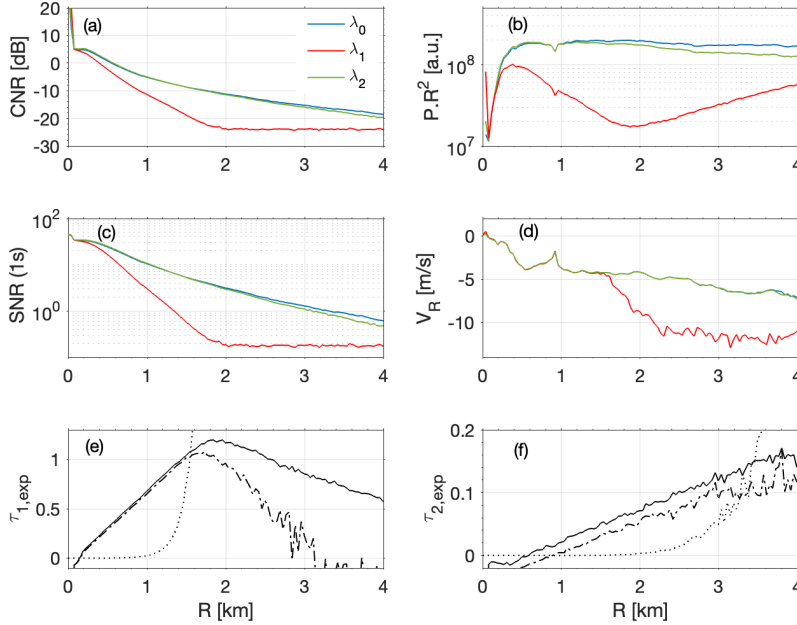 20
10
0
-10
-20
-30
CNR [dB]
(a)
λ0
λ1
λ2
0 1 2 3 4
10^8
10^7
P.R^2 [a.u.]
(b)
0 1 2 3 4
10^2
10^0
SNR (1s)
(c)
0 1 2 3 4
0
-5
-10
V_R [m/s]
(d)
0 1 2 3 4
1
0.5
0
τ1,exp
(e)
0 1 2 3 4
R [km]
0.2
0.1
0
τ2,exp
(f)
0 1 2 3 4
R [km]